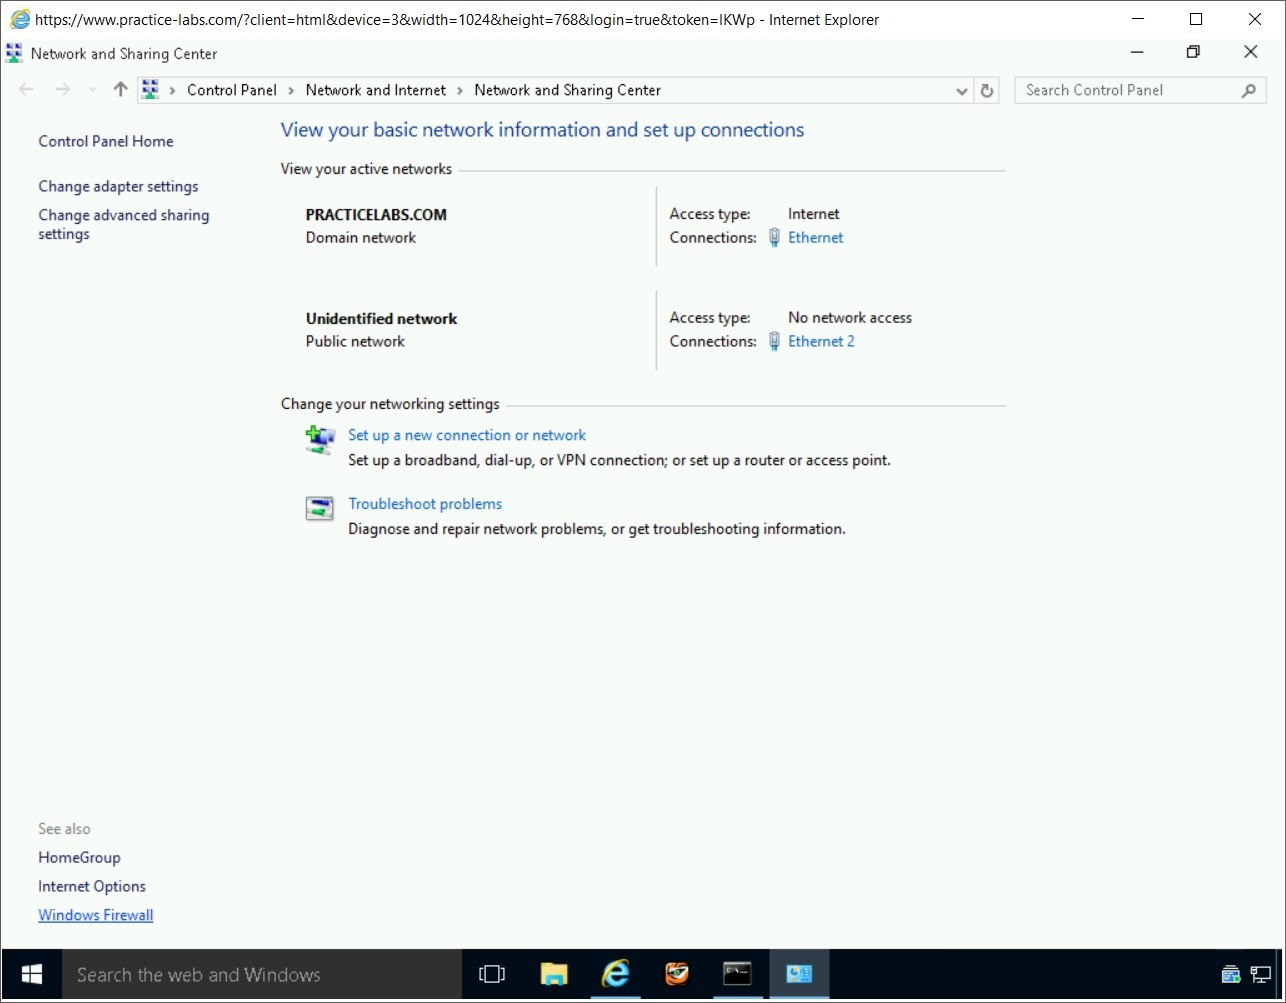 https://www.practice-labs.com/?client=html&device=3&width=1024&height=768&login=true&token=lKWp - Internet Explorer
Network and Sharing Center
Control Panel > Network and Internet > Network and Sharing Center
Search Control Panel
Control Panel Home
Change adapter settings
Change advanced sharing
settings
View your basic network information and set up connections
View your active networks
PRACTICELABS.COM
Domain network
Access type: Internet
Connections: Ethernet
Unidentified network
Public network
Access type: No network access
Connections: Ethernet 2
Change your networking settings
Set up a new connection or network
Set up a broadband, dial-up, or VPN connection; or set up a router or access point.
Troubleshoot problems
Diagnose and repair network problems, or get troubleshooting information.
See also
HomeGroup
Internet Options
Windows Firewall
Search the web and Windows